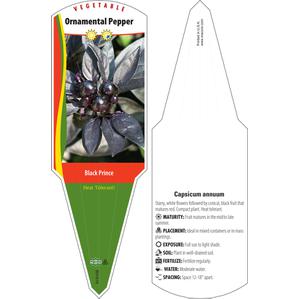 VEGETABLE
Ornamental Pepper
Black Prince
Heat Tolerant!
Capsicum annuum
Starry, white flowers followed by conical, black fruit that
matures red. Compact plant. Heat tolerant.
MATURITY: Fruit matures in the mid to late
summer.
PLACEMENT: Ideal in mixed containers or in mass
plantings.
EXPOSURE: Full sun to light shade.
SOIL: Plant in well-drained soil.
FERTILIZE: Fertilize regularly.
WATER: Moderate water.
SPACING: Space 12-18" apart.
Printed in U.S.A.